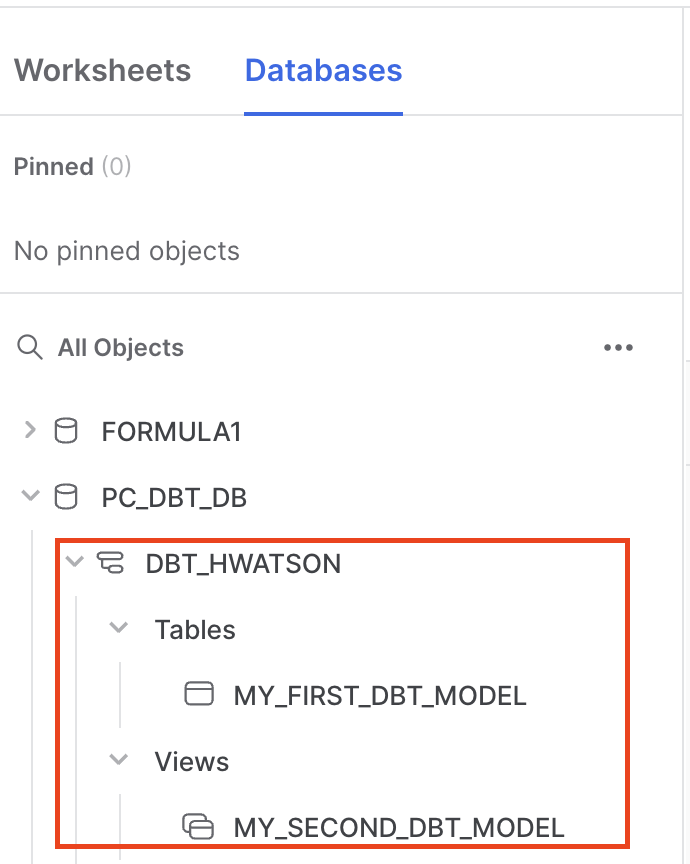 Worksheets Databases
Pinned (0)
No pinned objects
All Objects
FORMULA1
PC_DBT_DB
DBT_HWATSON
Tables
MY_FIRST_DBT_MODEL
Views
MY_SECOND_DBT_MODEL